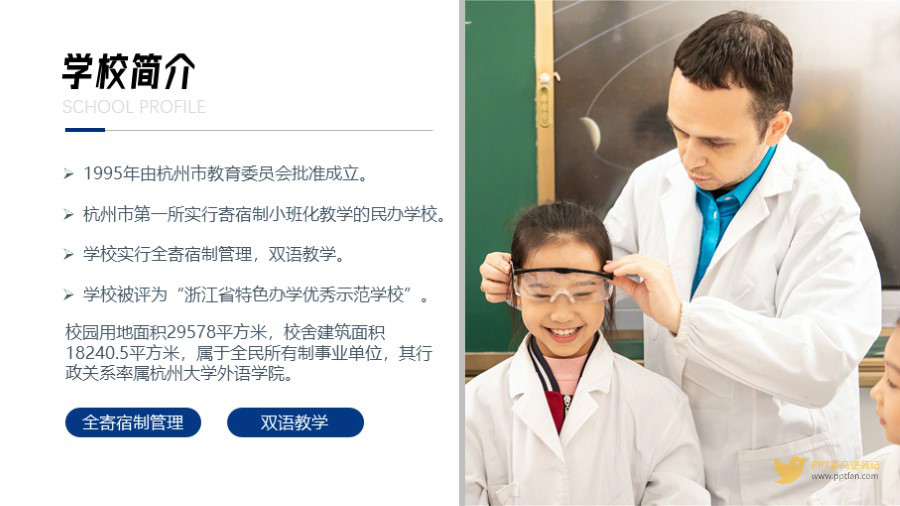 学校简介
SCHOOL PROFILE
1995年由杭州市教育委员会批准成立。
杭州市第一所实行寄宿制小班化教学的民办学校。
学校实行全寄宿制管理，双语教学。
学校被评为“浙江省特色办学优秀示范学校”。
校园用地面积29578平方米，校舍建筑面积
18240.5平方米，属于全民所有制事业单位，其行
政关系率属杭州大学外语学院。
全寄宿制管理
双语教学
www.pptfan.com